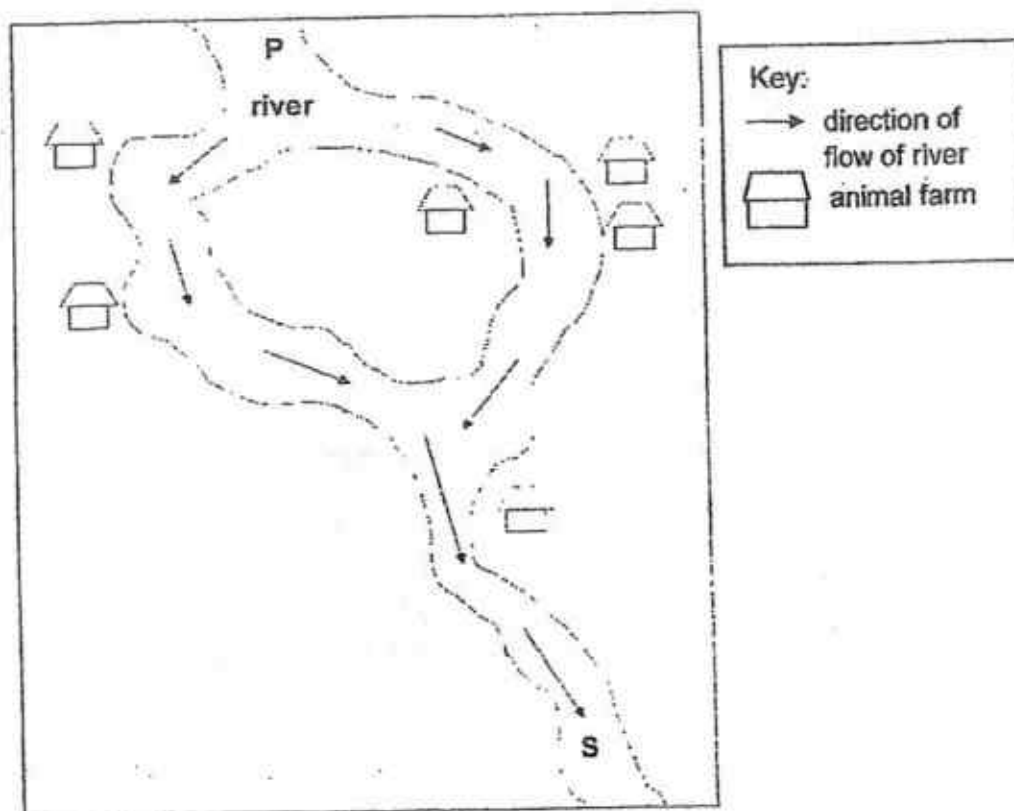 P
river
Key:
direction of
flow of river
animal farm
S